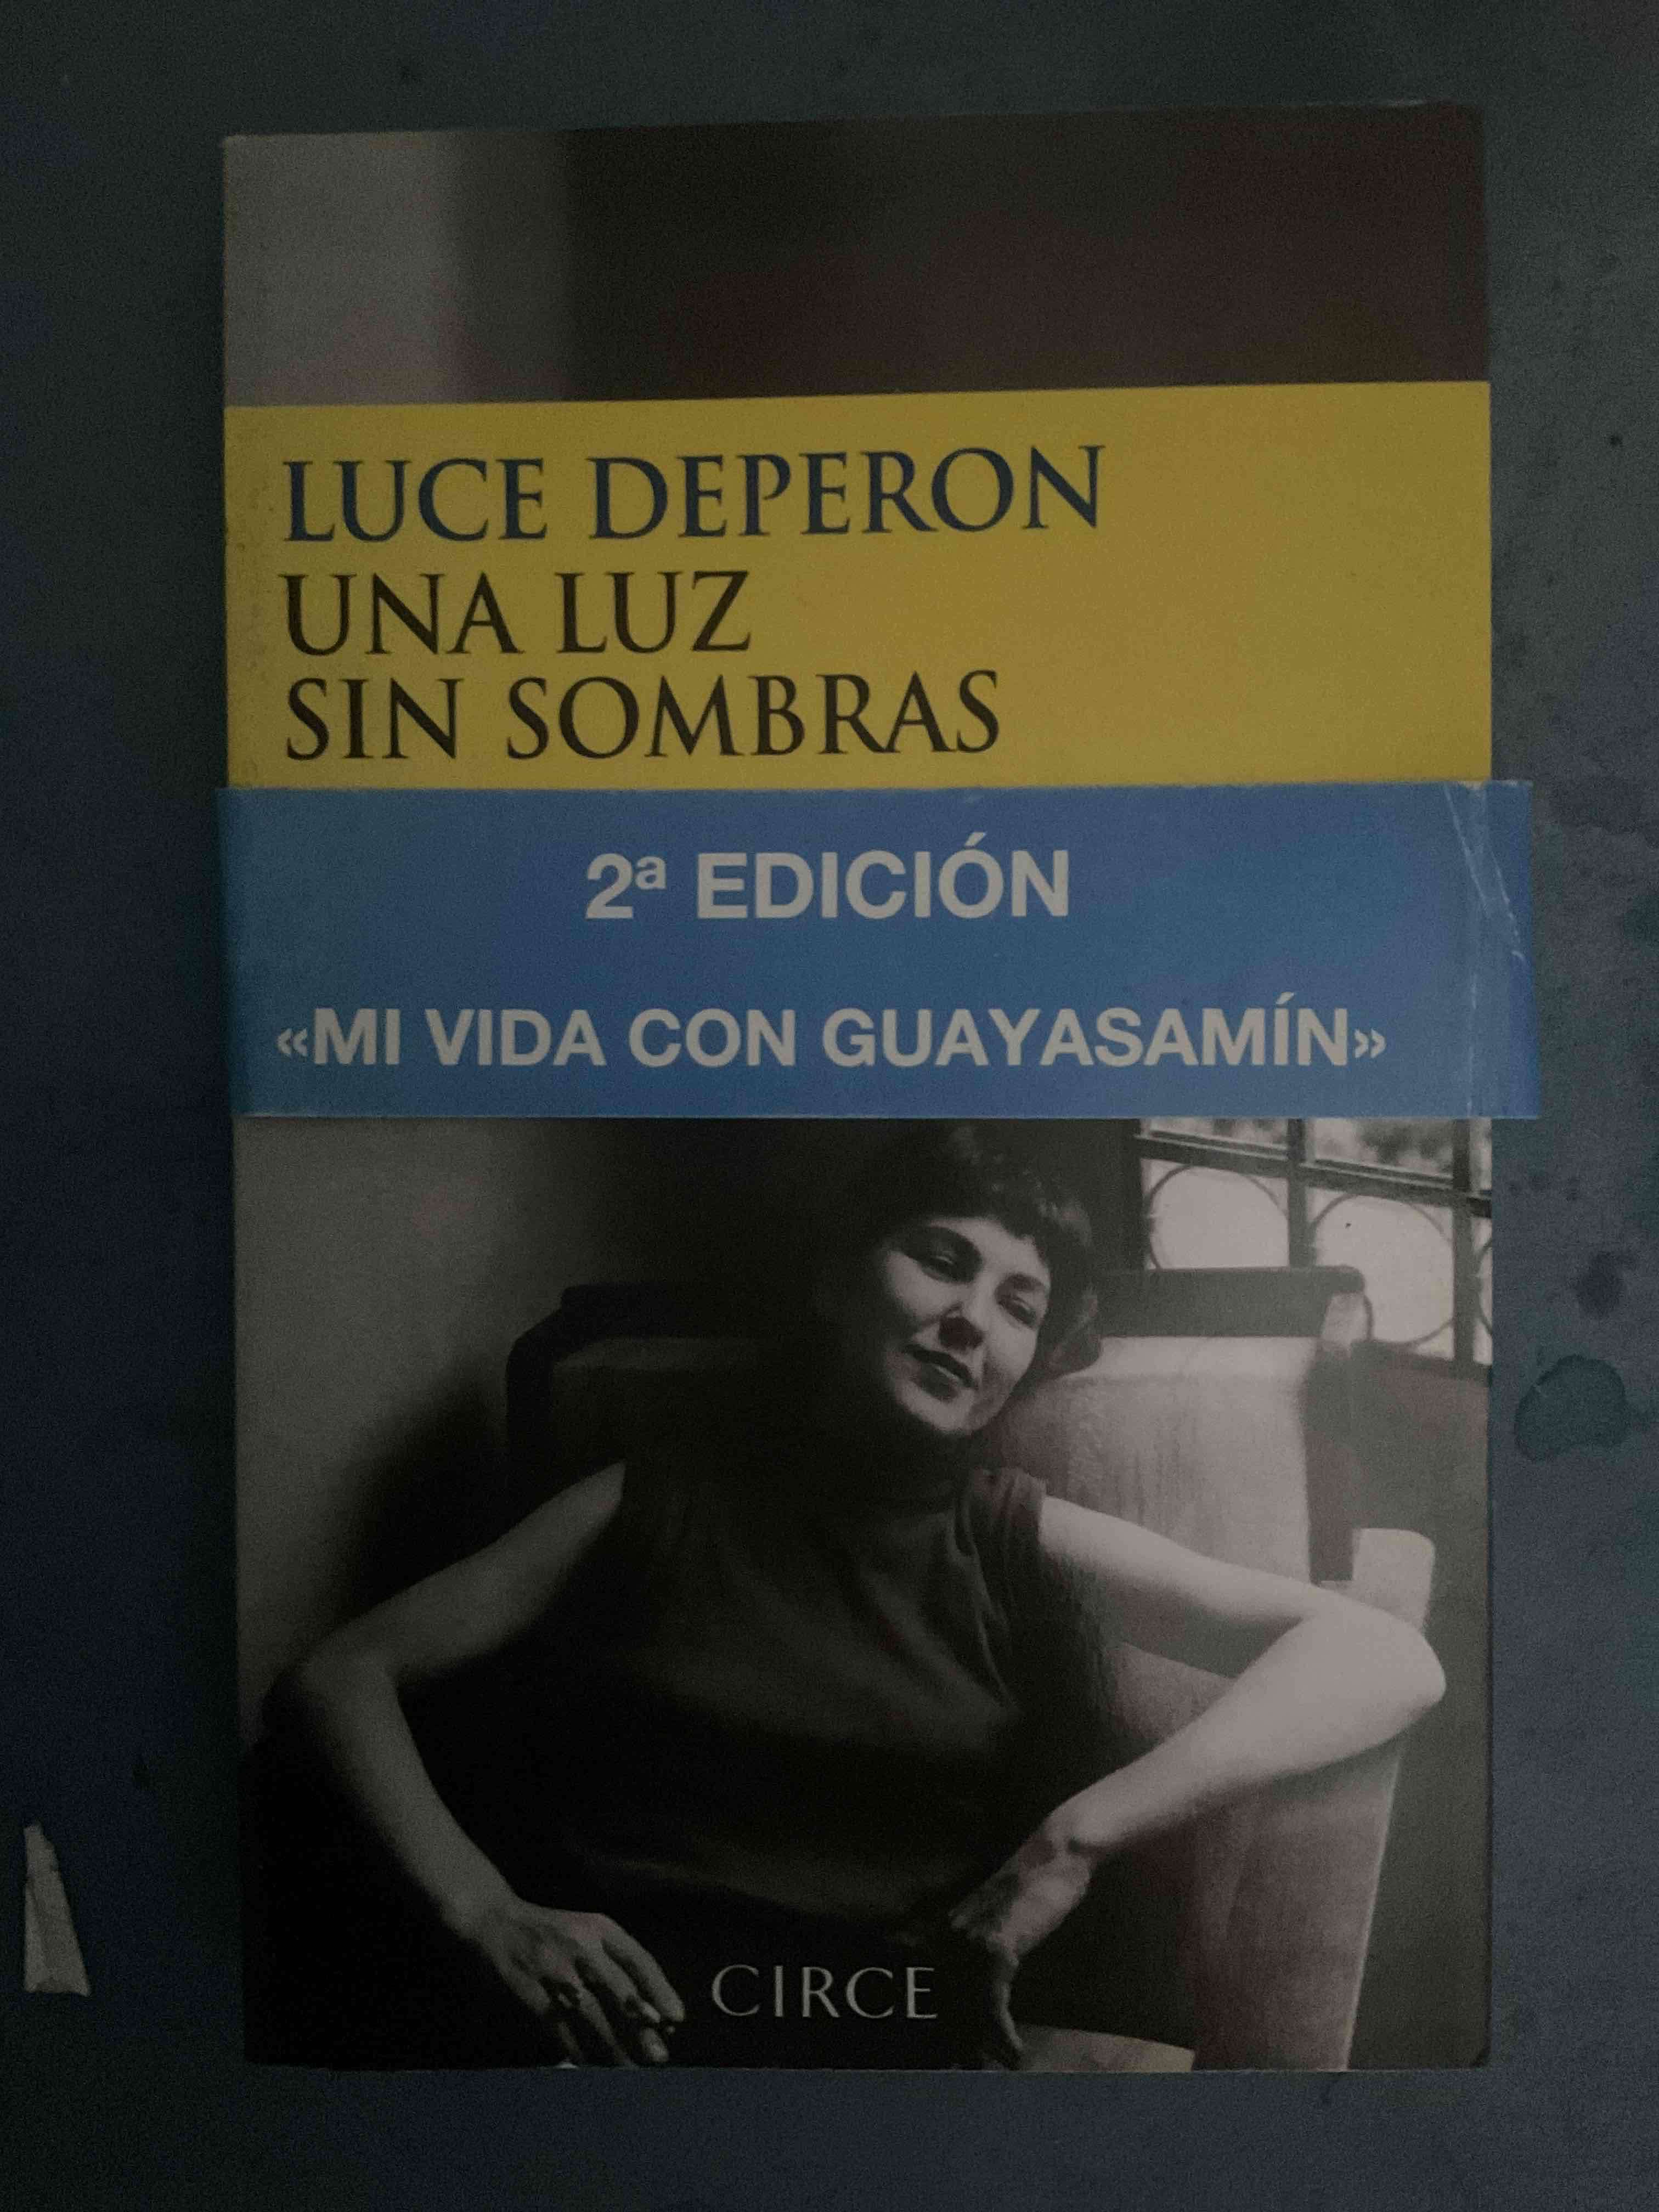 LUCE DEPERON
UNA LUZ
SIN SOMBRAS
2ª EDICIÓN
«MI VIDA CON GUAYASAMÍN»
CIRCE